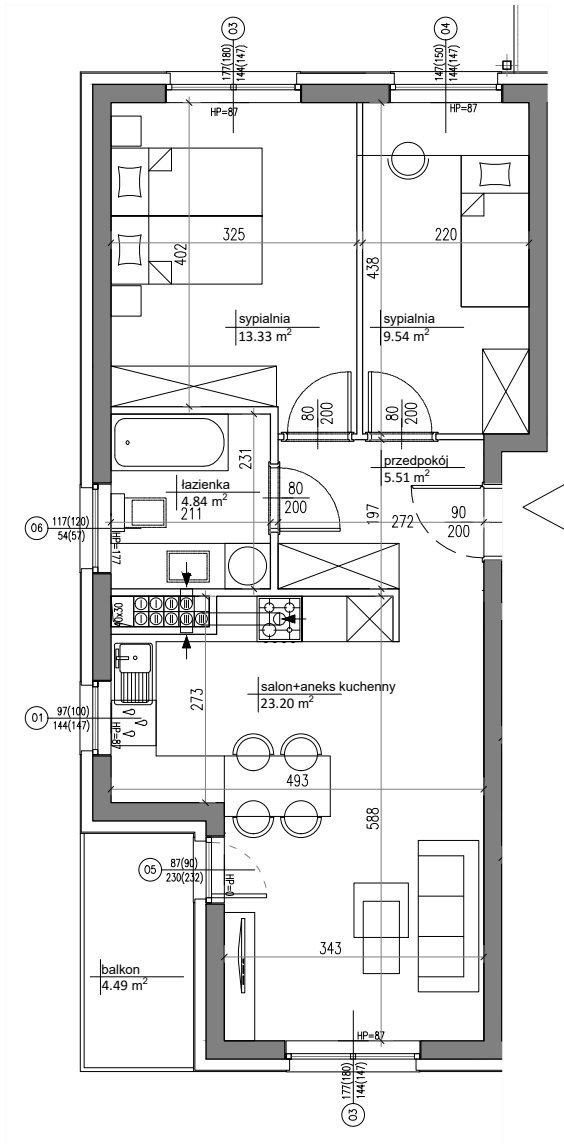 03
177(180)
144(147)
HP=87
04
147(150)
144(147)
HP=87
325
220
402
438
sypialnia
13.33 m²
sypialnia
9.54 m²
80
200
80
200
przedpokój
5.51 m²
231
łazienka
4.84 m²
211
80
200
197
272
90
200
06
117(120)
54(57)
HP=177
40x30
salon+aneks kuchenny
23.20 m²
273
01
97(100)
144(147)
HP=87
493
588
05
87(90)
230(232)
HP=0
343
balkon
4.49 m²
HP=87
177(180)
144(147)
03